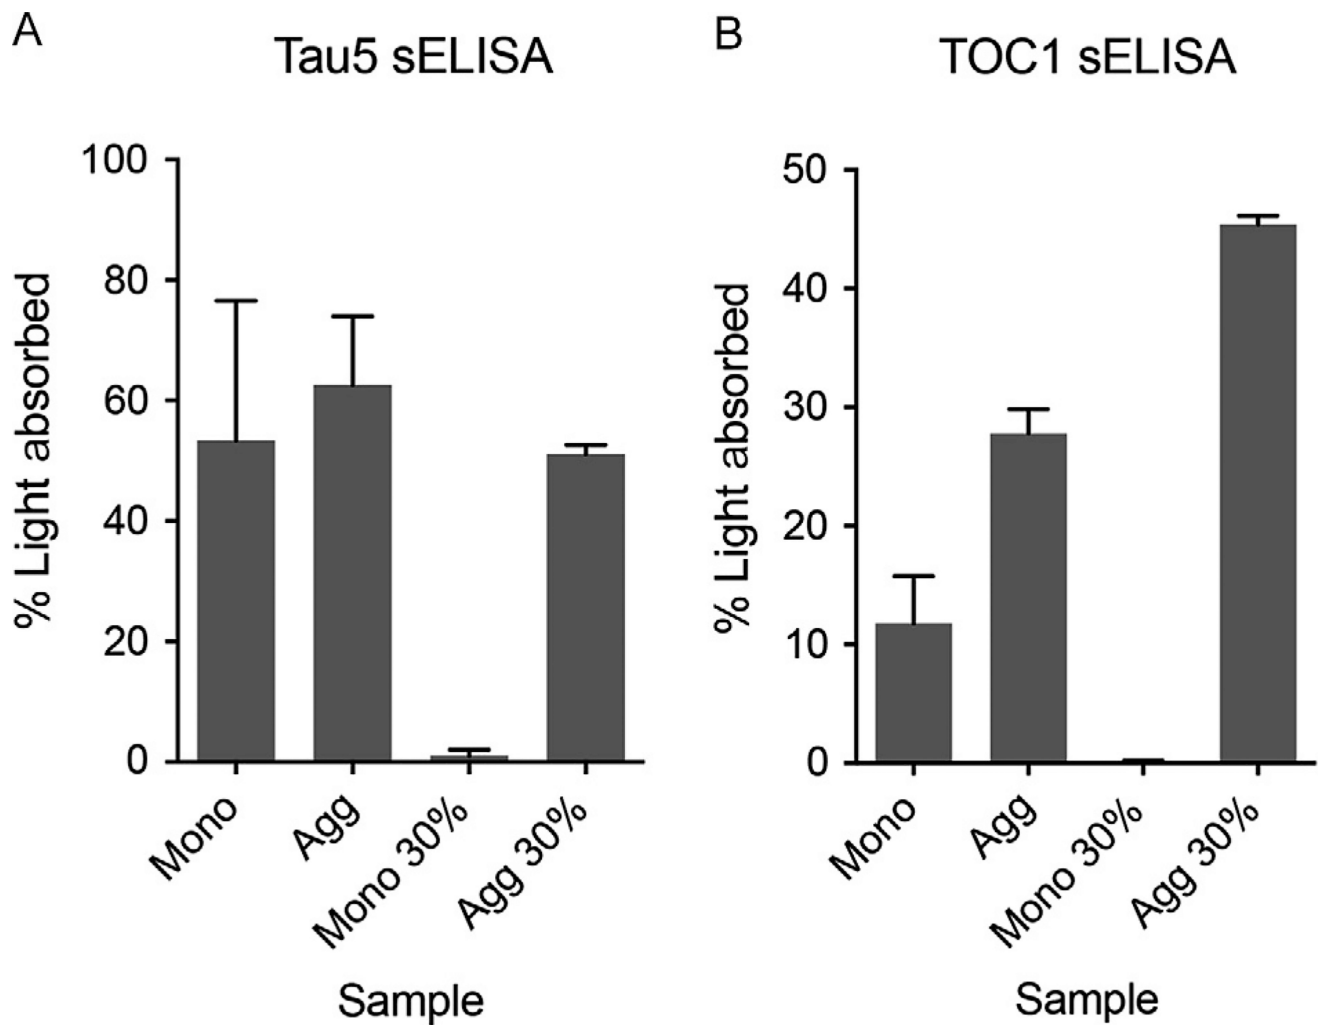 A
Tau5 sELISA
% Light absorbed
100
80
60
40
20
0
Mono
Agg
Mono 30%
Agg 30%
Sample
B
TOC1 sELISA
% Light absorbed
50
40
30
20
10
0
Mono
Agg
Mono 30%
Agg 30%
Sample